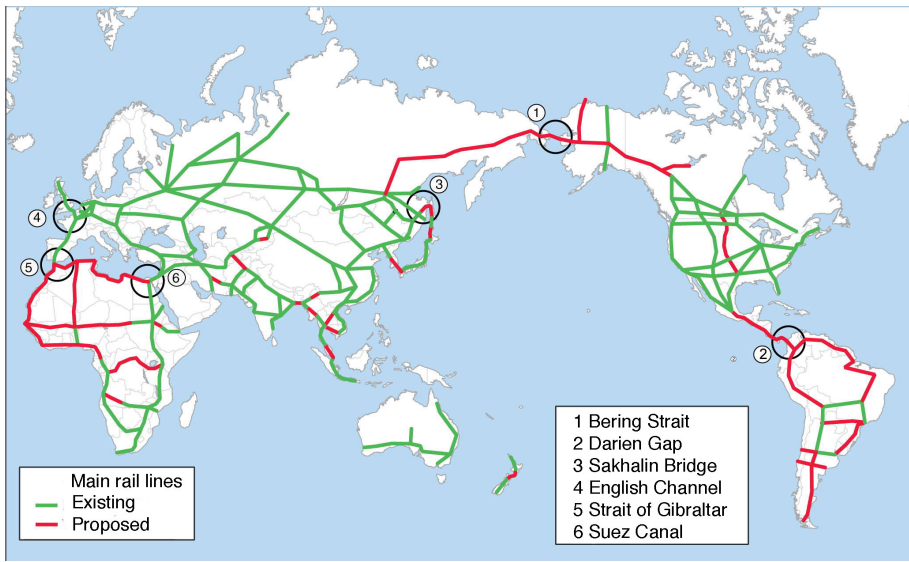 1
2
3
4
5
6
Main rail lines
Existing
Proposed
1 Bering Strait
2 Darien Gap
3 Sakhalin Bridge
4 English Channel
5 Strait of Gibraltar
6 Suez Canal